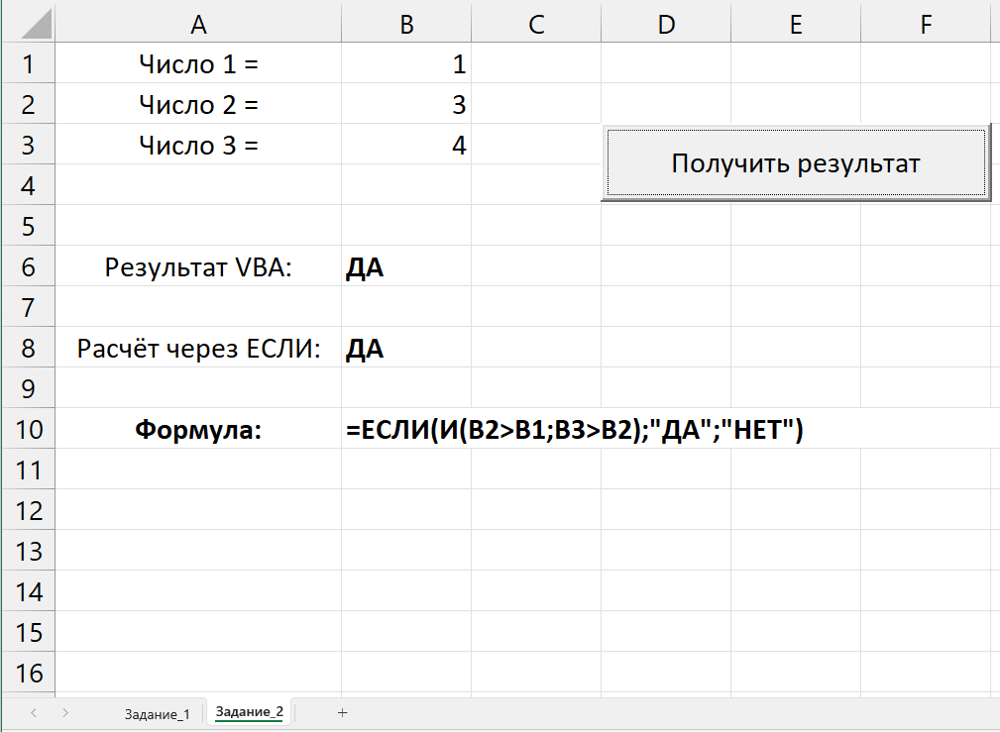 A B C D E F
1 Число 1 = 1
2 Число 2 = 3
3 Число 3 = 4
Получить результат
4
5
6 Результат VBA: ДА
7
8 Расчёт через ЕСЛИ: ДА
9
10 Формула: =ЕСЛИ(И(B2>B1;B3>B2);"ДА";"НЕТ")
11
12
13
14
15
16
Задание_1 Задание_2 +